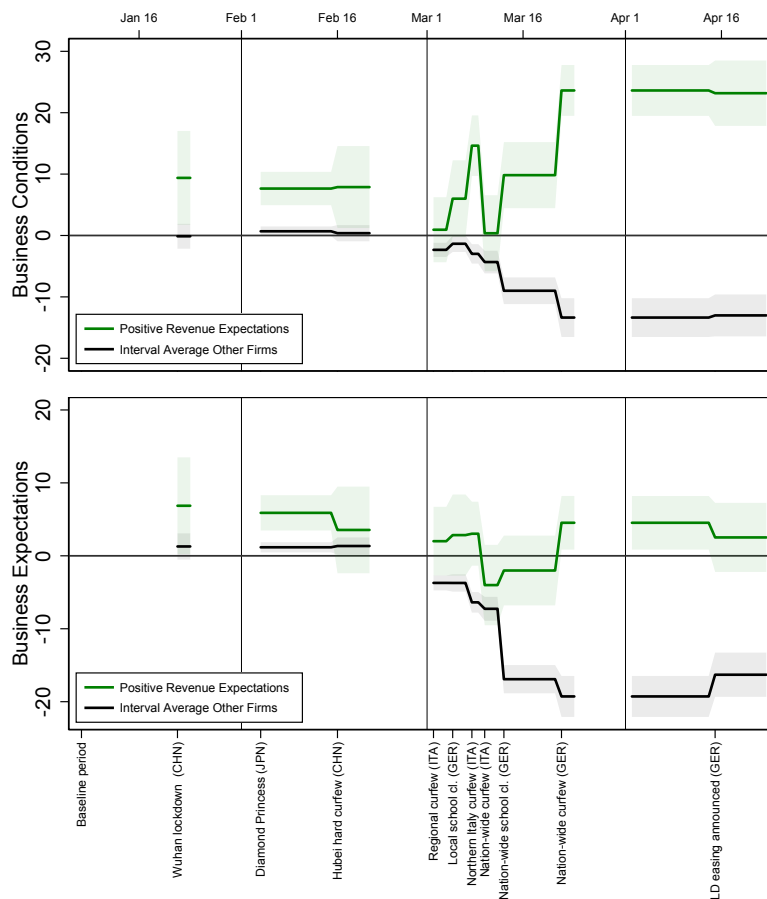 Jan 16 Feb 1 Feb 16 Mar 1 Mar 16 Apr 1 Apr 16
Business Conditions
30
20
10
0
-10
-20
Positive Revenue Expectations
Interval Average Other Firms
Business Expectations
20
10
0
-10
-20
Positive Revenue Expectations
Interval Average Other Firms
Baseline period
Wuhan lockdown (CHN)
Diamond Princess (JPN)
Hubei hard curfew (CHN)
Regional curfew (ITA)
Local school cl. (GER)
Northern Italy curfew (ITA)
Nation-wide curfew (ITA)
Nation-wide school cl. (GER)
Nation-wide curfew (GER)
LD easing announced (GER)